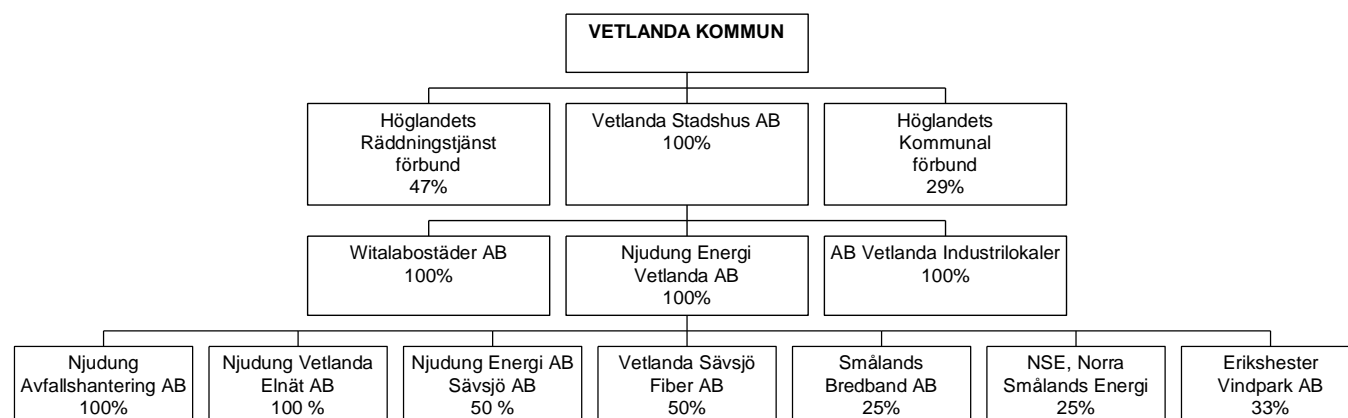 VETLANDA KOMMUN
Höglandets
Räddningstjänst
förbund
47%
Vetlanda Stadshus AB
100%
Höglandets
Kommunal
förbund
29%
Witalabostäder AB
100%
Njudung Energi
Vetlanda AB
100%
AB Vetlanda Industrilokaler
100%
Njudung
Avfallshantering AB
100%
Njudung Vetlanda
Elnät AB
100 %
Njudung Energi AB
Sävsjö AB
50 %
Vetlanda Sävsjö
Fiber AB
50%
Smålands
Bredband AB
25%
NSE, Norra
Smålands Energi
25%
Erikshester
Vindpark AB
33%